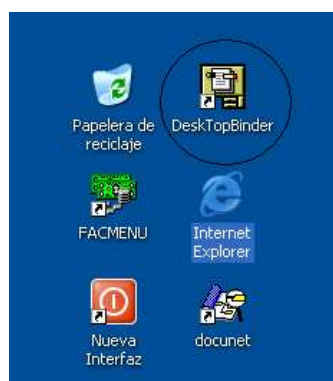 Papelera de
reciclaje
DeskTopBinder
FACMENU
Internet
Explorer
Nueva
Interfaz
docunet